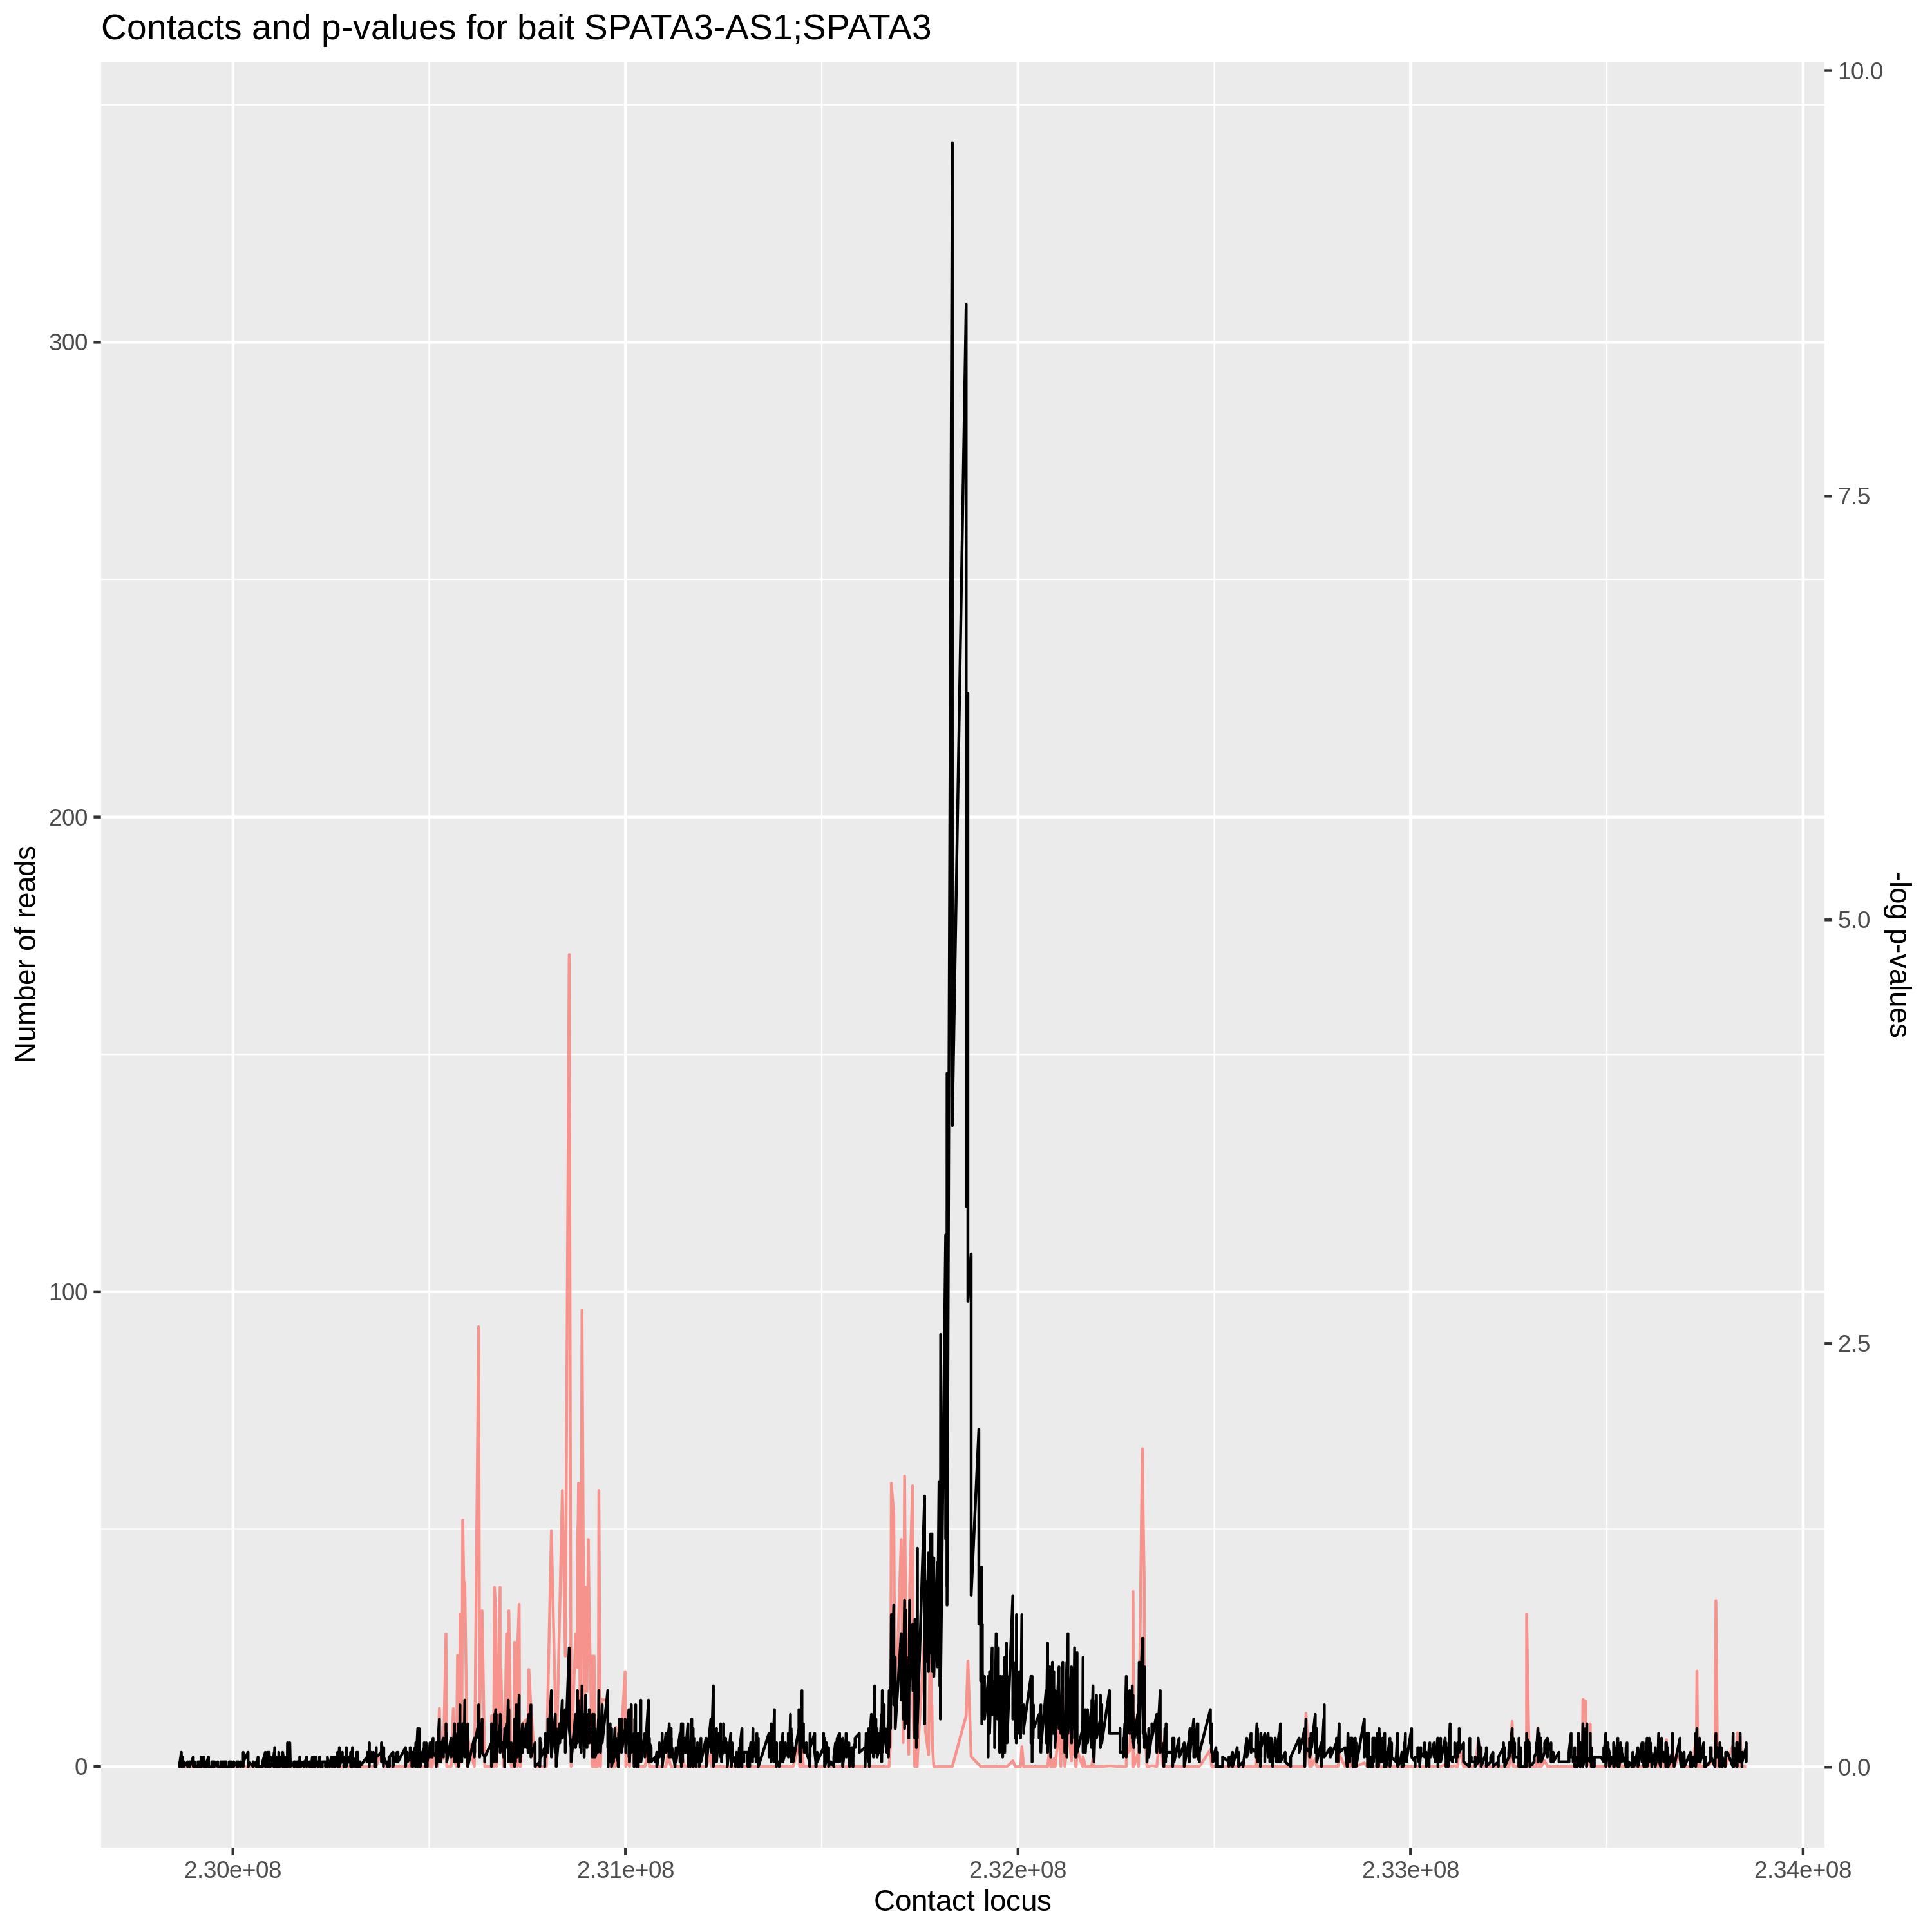 Contacts and p-values for bait SPATA3-AS1;SPATA3
10.0
300
7.5
200
Number of reads
-log p-values
5.0
100
2.5
0
0.0
2.30e+08
2.31e+08
2.32e+08
2.33e+08
2.34e+08
Contact locus